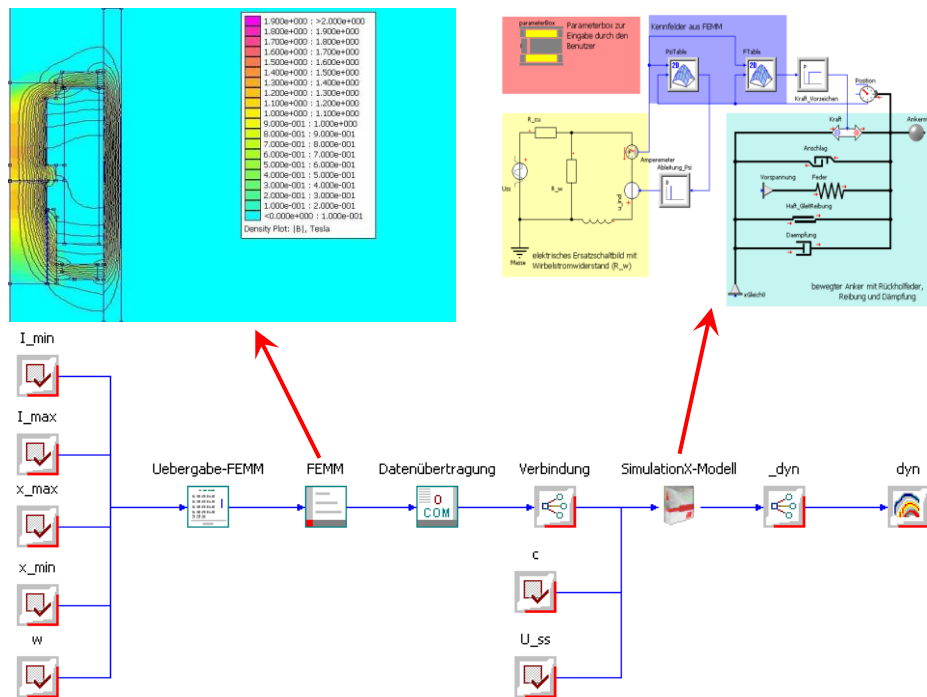 1.900e+000 : >2.000e+000
1.800e+000 : 1.900e+000
1.700e+000 : 1.800e+000
1.600e+000 : 1.700e+000
1.500e+000 : 1.600e+000
1.400e+000 : 1.500e+000
1.300e+000 : 1.400e+000
1.200e+000 : 1.300e+000
1.100e+000 : 1.200e+000
1.000e+000 : 1.100e+000
9.000e-001 : 1.000e+000
8.000e-001 : 9.000e-001
7.000e-001 : 8.000e-001
6.000e-001 : 7.000e-001
5.000e-001 : 6.000e-001
4.000e-001 : 5.000e-001
3.000e-001 : 4.000e-001
2.000e-001 : 3.000e-001
1.000e-001 : 2.000e-001
<0.000e+000 : 1.000e-001
Density Plot: |B|, Tesla
parameterBox
Parameterbox zur
Eingabe durch den
Benutzer
Kennfelder aus FEMM
PsiTable
2D
FTable
2D
F
Kraft_Vorzeichen
Position
R_cu
Uss
R_w
Amperemeter
Ableitung_Psi
Masse
elektrisches Ersatzschaltbild mit
Wirbelstromwiderstand (R_w)
Kraft
Anschlag
Vorspannung
Feder
Haft_Gleitreibung
Daempfung
xGleich0
bewegter Anker mit Rückholfeder,
Reibung und Dämpfung
I_min
I_max
x_max
x_min
w
Uebergabe-FEMM
FEMM
Datenübertragung
0
COM
Verbindung
SimulationX-Modell
_dyn
dyn
c
U_ss